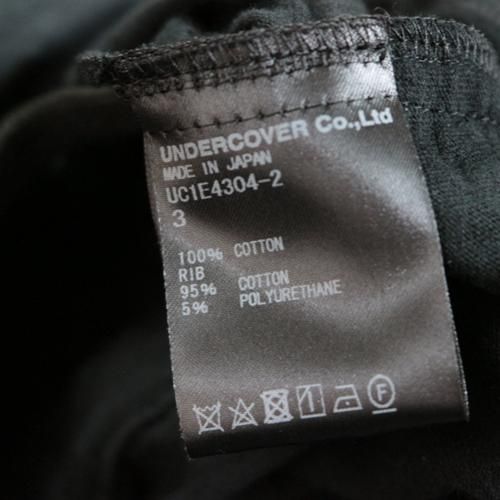 UNDERCOVER Co.,Ltd
MADE IN JAPAN
UC1E4304-2
3
100% COTTON
RIB
95% COTTON
5% POLYURETHANE
F